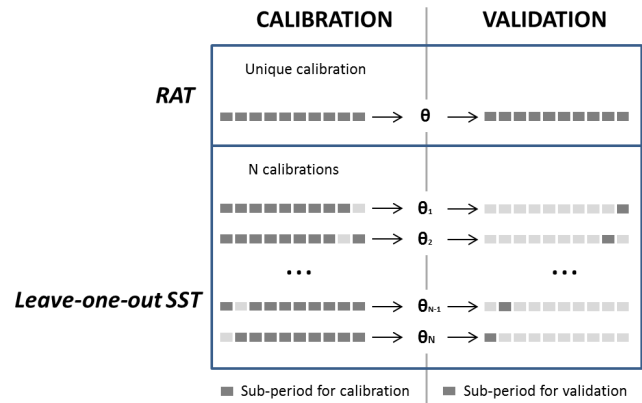 CALIBRATION VALIDATION
Unique calibration
RAT
θ
N calibrations
θ1
θ2
...
...
Leave-one-out SST
θN-1
θN
Sub-period for calibration
Sub-period for validation